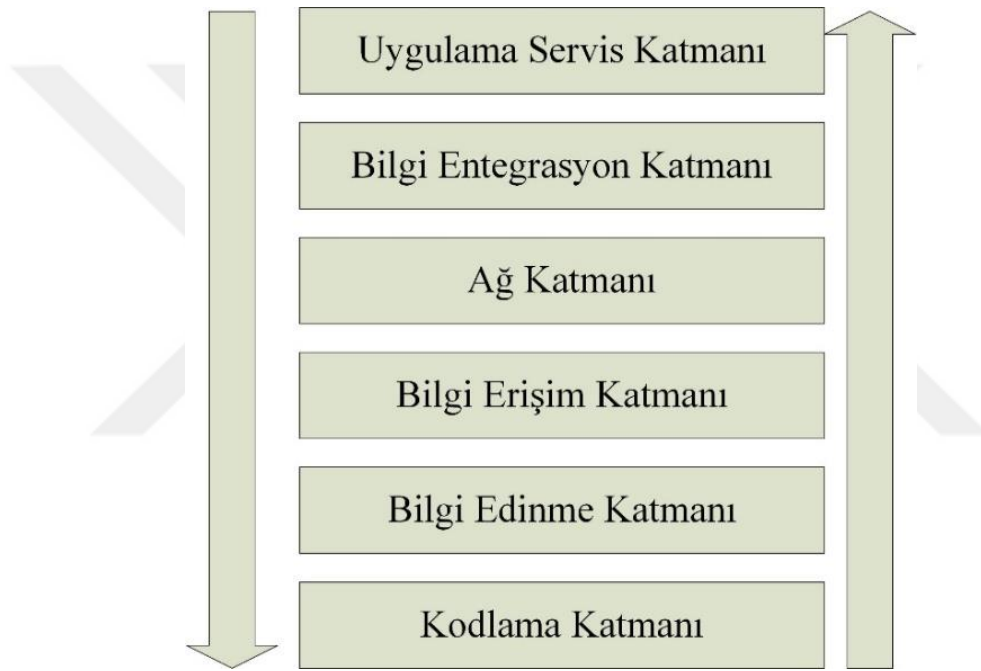 Uygulama Servis Katmanı
Bilgi Entegrasyon Katmanı
Ağ Katmanı
Bilgi Erişim Katmanı
Bilgi Edinme Katmanı
Kodlama Katmanı